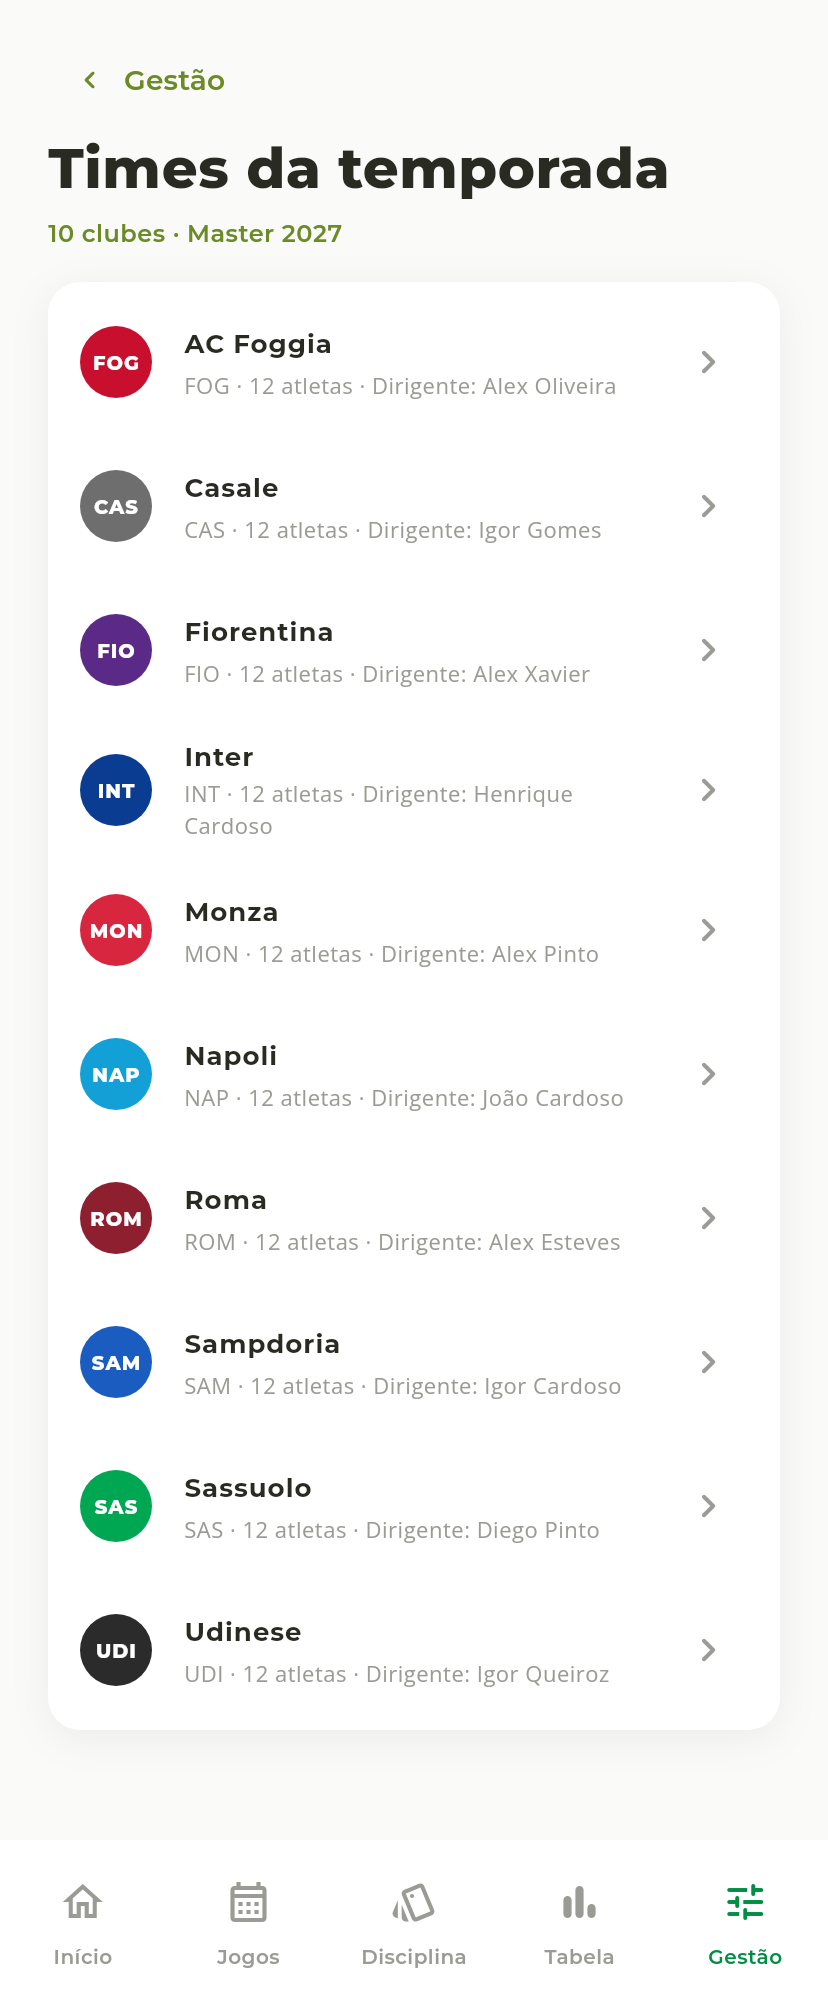 Gestão
Times da temporada
10 clubes · Master 2027
FOG
AC Foggia
FOG · 12 atletas · Dirigente: Alex Oliveira
CAS
Casale
CAS · 12 atletas · Dirigente: Igor Gomes
FIO
Fiorentina
FIO · 12 atletas · Dirigente: Alex Xavier
INT
Inter
INT · 12 atletas · Dirigente: Henrique
Cardoso
MON
Monza
MON · 12 atletas · Dirigente: Alex Pinto
NAP
Napoli
NAP · 12 atletas · Dirigente: João Cardoso
ROM
Roma
ROM · 12 atletas · Dirigente: Alex Esteves
SAM
Sampdoria
SAM · 12 atletas · Dirigente: Igor Cardoso
SAS
Sassuolo
SAS · 12 atletas · Dirigente: Diego Pinto
UDI
Udinese
UDI · 12 atletas · Dirigente: Igor Queiroz
Início
Jogos
Disciplina
Tabela
Gestão